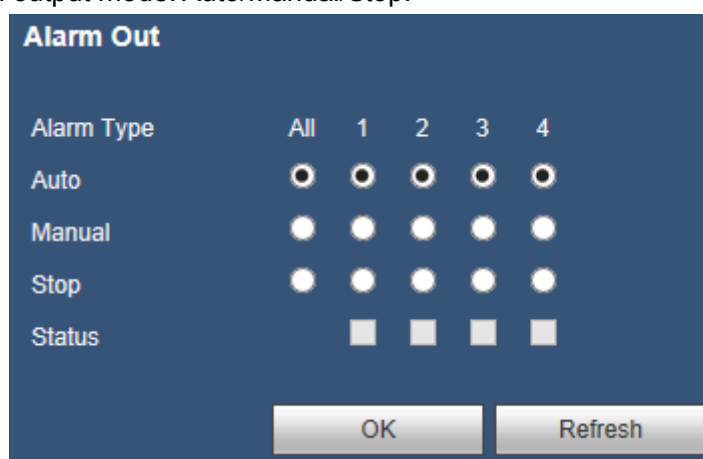 Alarm Out
Alarm Type All 1 2 3 4
Auto
Manual
Stop
Status
OK Refresh